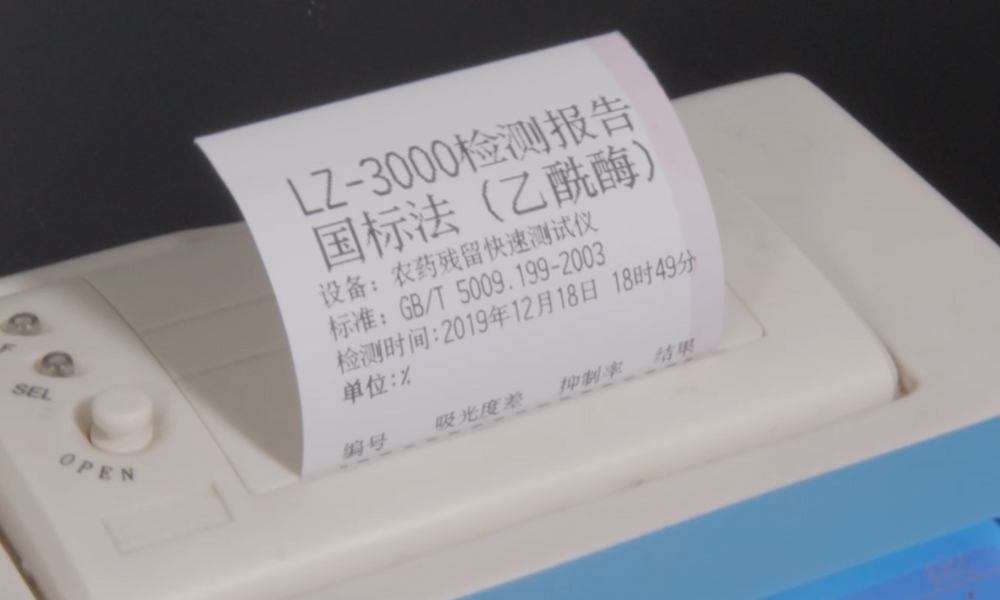 LZ-3000检测报告
国标法（乙酰酶）
设备：农药残留快速测试仪
标准：GB/T 5009.199-2003
检测时间:2019年12月18日 18时49分
单位:%
编号 吸光度差 抑制率 结果
SEL
OPEN